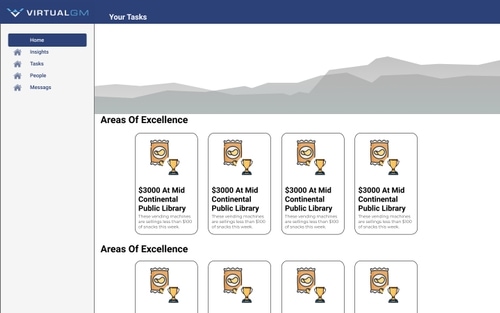 VIRTUALGM
Your Tasks
Home
Insights
Tasks
People
Messags
Areas Of Excellence
$3000 At Mid
Continental
Public Library
These vending machines
are sellings less than $100
of snacks this week
$3000 At Mid
Continental
Public Library
These vending machines
are sellings less than $100
of snacks this week.
$3000 At Mid
Continental
Public Library
These vending machines
are sellings less than $100
of snacks this week.
$3000 At Mid
Continental
Public Library
These vending machines
are sellings less than $100
of snacks this week.
Areas Of Excellence